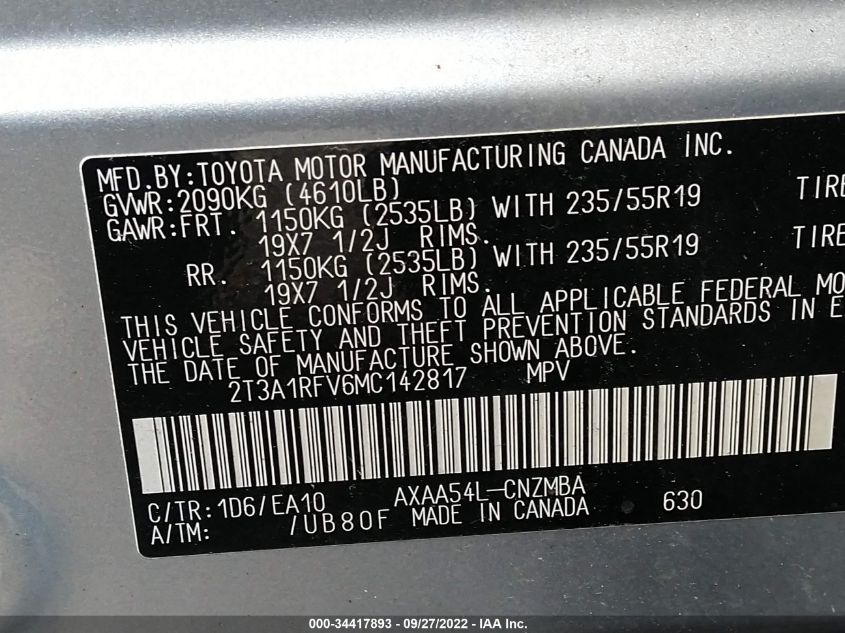 MFD.BY:TOYOTA MOTOR MANUFACTURING CANADA INC.
GVWR:2090KG (4610LB)
GAWR:FRT. 1150KG (2535LB) WITH 235/55R19 TIRE
19X7 1/2J RIMS.
RR. 1150KG (2535LB) WITH 235/55R19 TIRE
19X7 1/2J RIMS.
THIS VEHICLE CONFORMS TO ALL APPLICABLE FEDERAL MO
VEHICLE SAFETY AND THEFT PREVENTION STANDARDS IN E
THE DATE OF MANUFACTURE SHOWN ABOVE.
2T3A1RFV6MC142817 MPV
C/TR:1D6/EA10 AXAA54L-CNZMBA
A/TM: /UB80F MADE IN CANADA 630
000-34417893 - 09/27/2022 - IAA Inc.